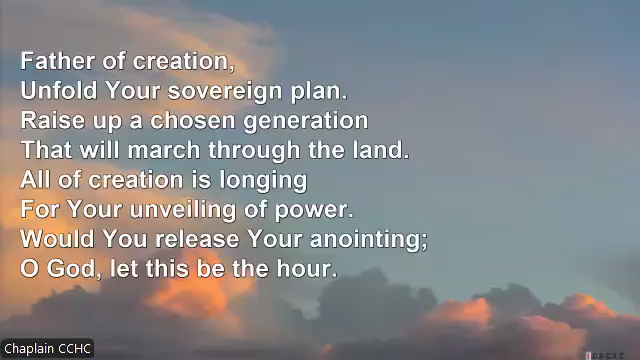 Father of creation,
Unfold Your sovereign plan.
Raise up a chosen generation
That will march through the land.
All of creation is longing
For Your unveiling of power.
Would You release Your anointing;
O God, let this be the hour.
Chaplain CCHC